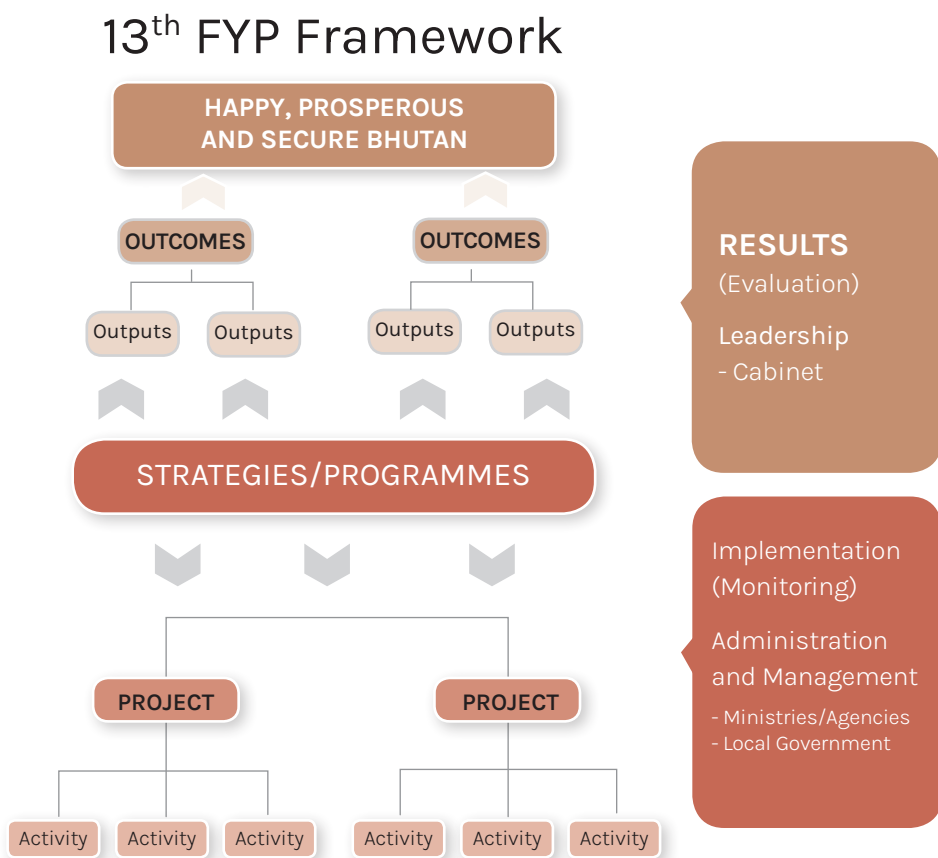 13th FYP Framework
HAPPY, PROSPEROUS
AND SECURE BHUTAN
OUTCOMES
OUTCOMES
Outputs
Outputs
Outputs
Outputs
STRATEGIES/PROGRAMMES
PROJECT
PROJECT
Activity
Activity
Activity
Activity
Activity
Activity
RESULTS
(Evaluation)
Leadership
- Cabinet
Implementation
(Monitoring)
Administration
and Management
- Ministries/Agencies
- Local Government